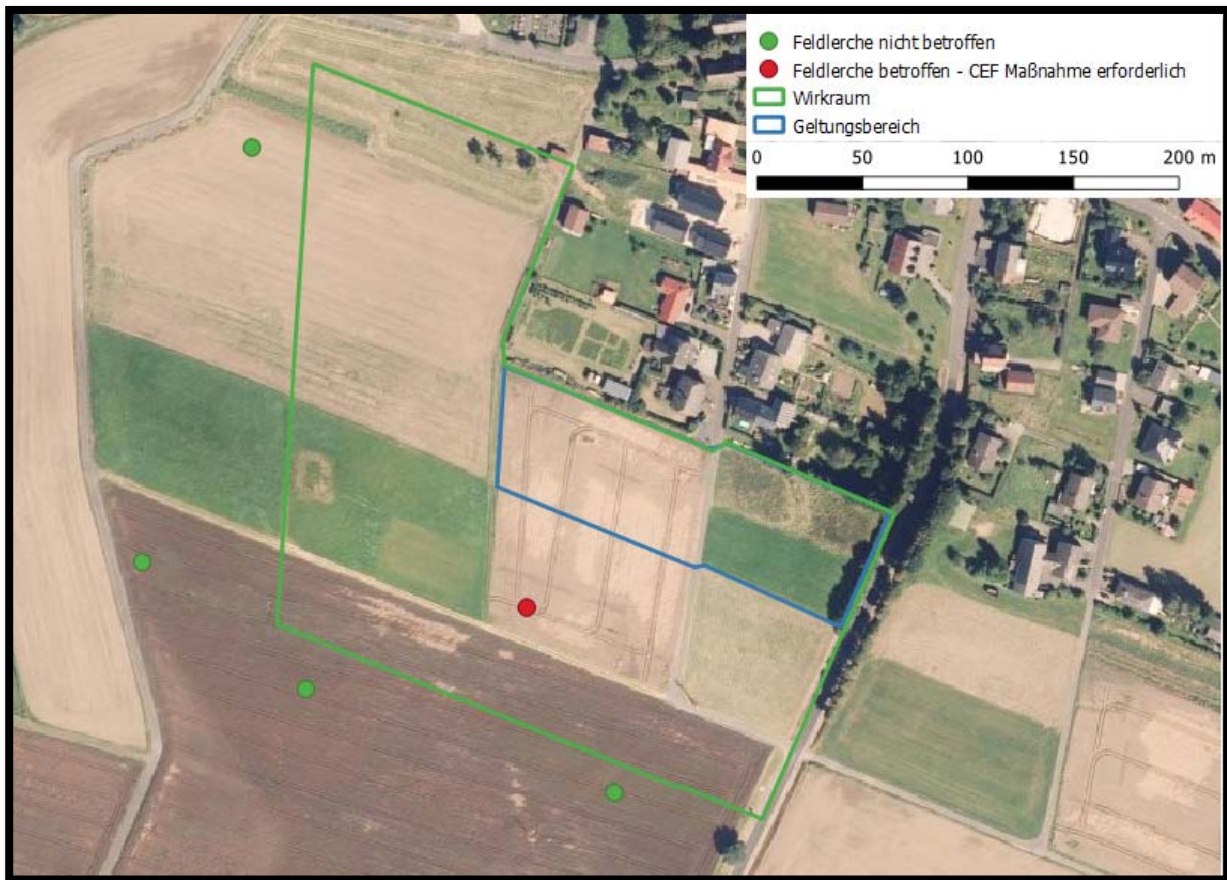 Feldlerche nicht betroffen
Feldlerche betroffen - CEF Maßnahme erforderlich
Wirkraum
Geltungsbereich
0 50 100 150 200 m